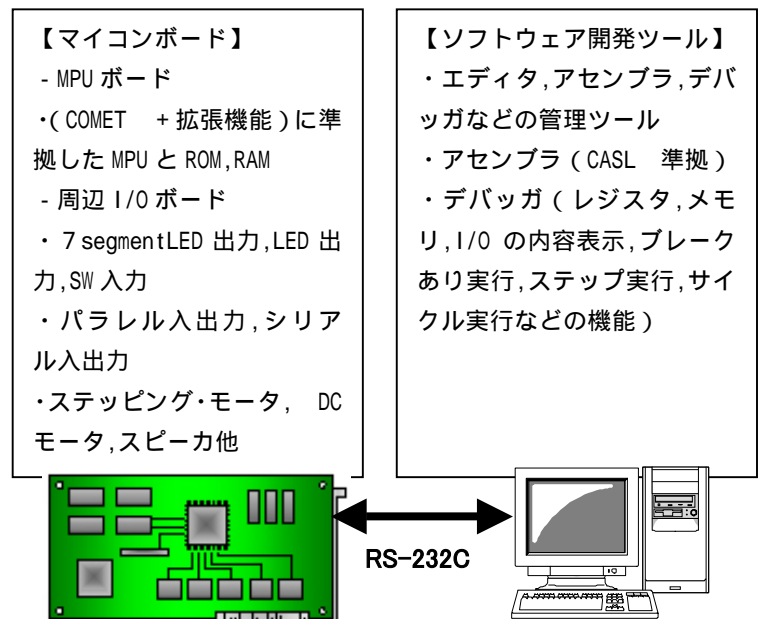 【マイコンボード】
- MPU ボード
・( COMET + 拡張機能 ) に準
拠した MPU と ROM,RAM
- 周辺 I/O ボード
・ 7 segmentLED 出力,LED 出
力,SW 入力
・ パラレル入出力,シリア
ル入出力
・ステッピング・モータ, DC
モータ,スピーカ他
【ソフトウェア開発ツール】
・エディタ,アセンブラ,デバ
ッガなどの管理ツール
・アセンブラ ( CASL 準拠 )
・デバッガ ( レジスタ,メモ
リ,I/O の内容表示,ブレーク
あり実行,ステップ実行,サイ
クル実行などの機能 )
RS-232C